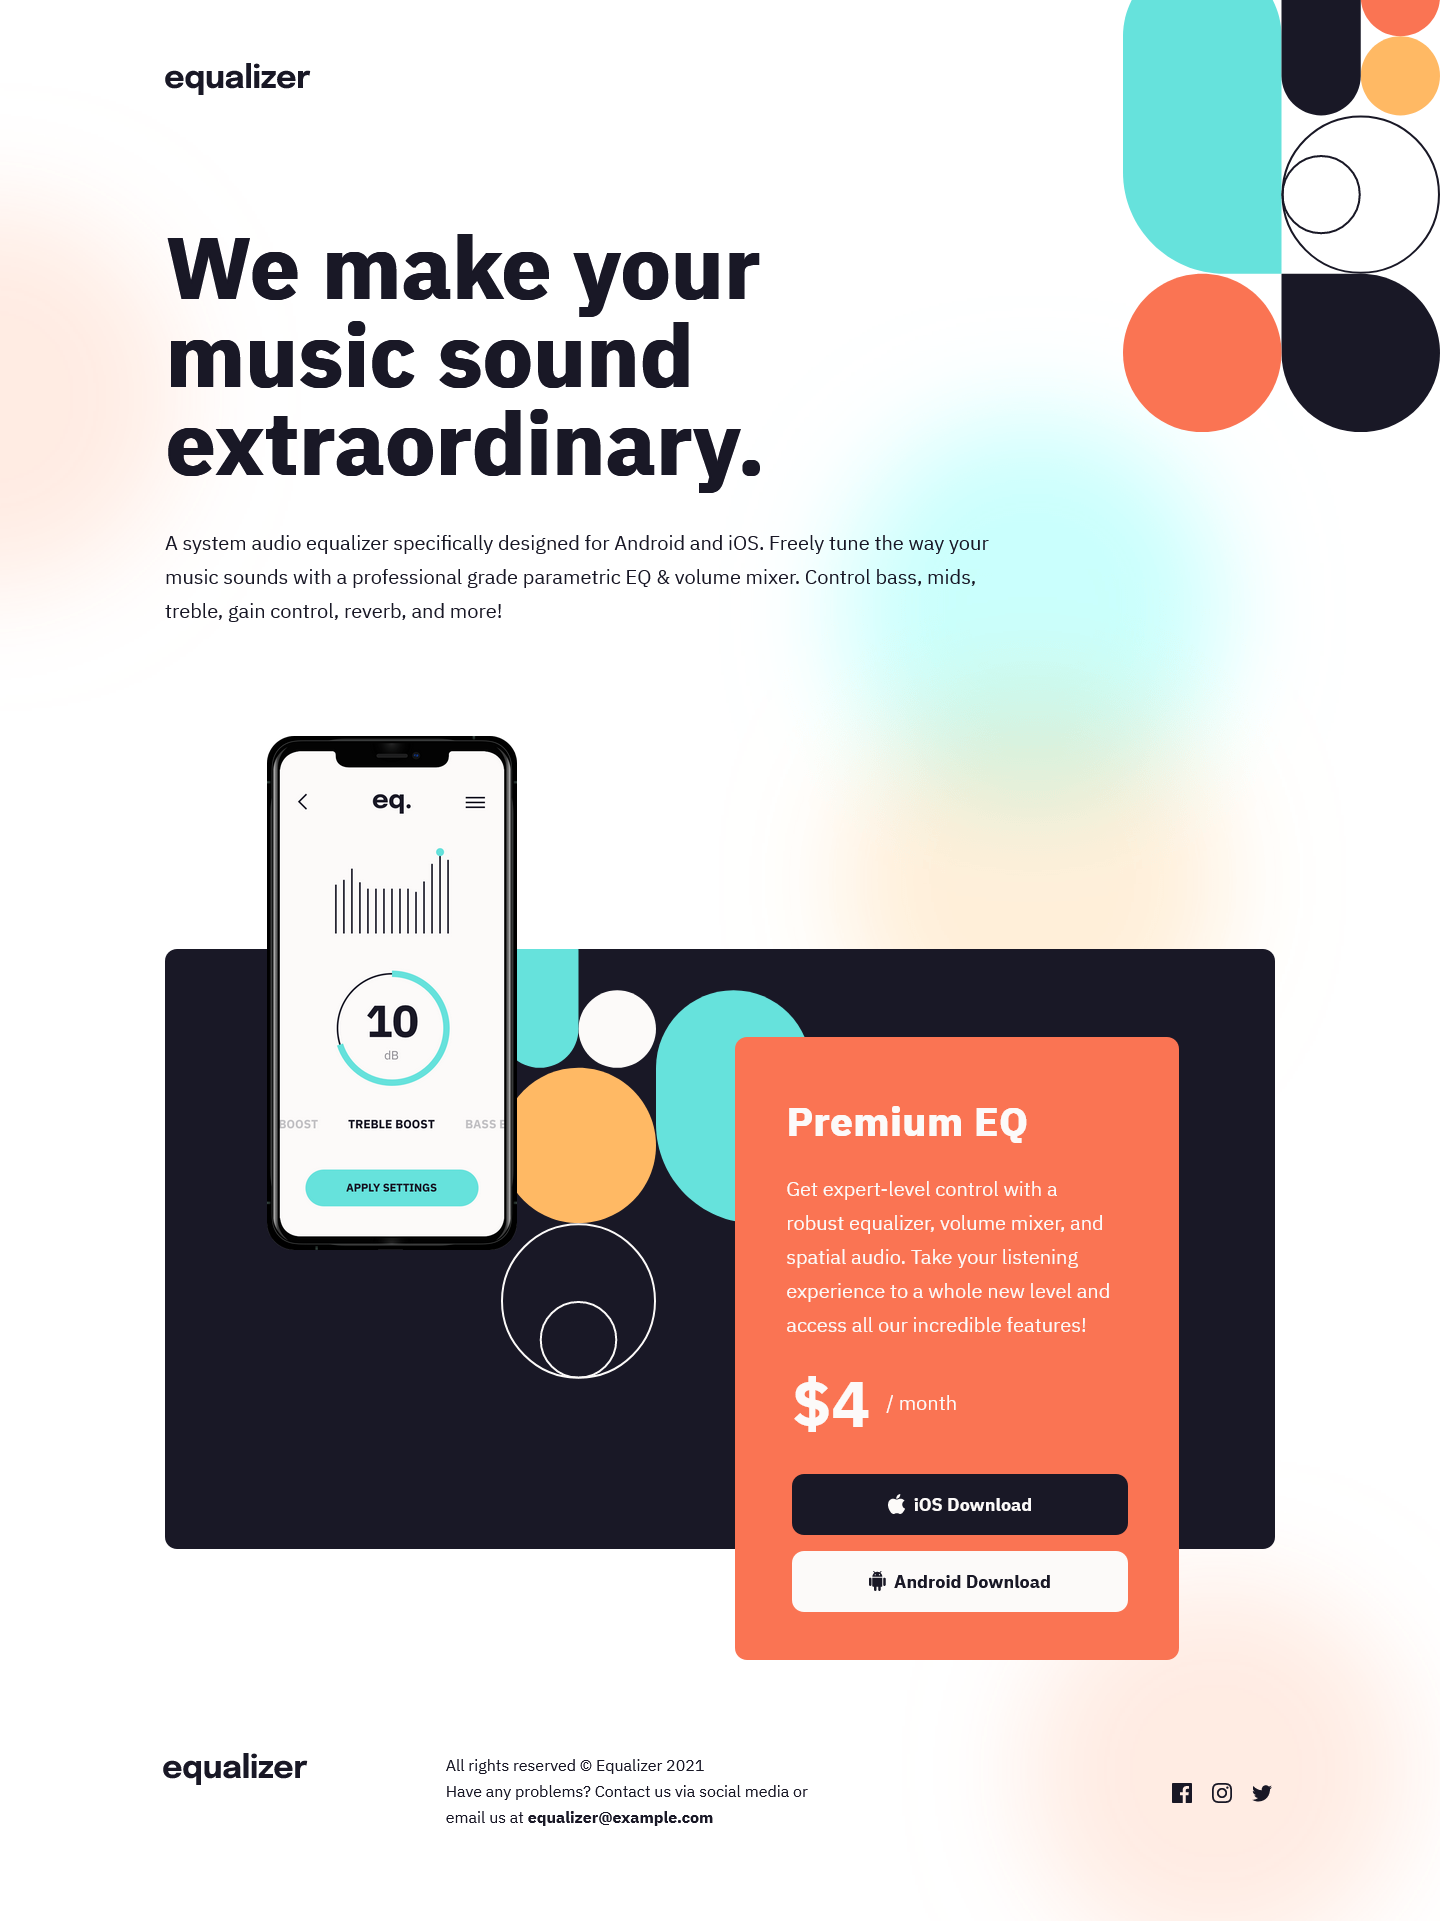 equalizer
We make your
music sound
extraordinary.
A system audio equalizer specifically designed for Android and iOS. Freely tune the way your
music sounds with a professional grade parametric EQ & volume mixer. Control bass, mids,
treble, gain control, reverb, and more!
eq.
10
dB
BOOST TREBLE BOOST BASS
APPLY SETTINGS
Premium EQ
Get expert-level control with a
robust equalizer, volume mixer, and
spatial audio. Take your listening
experience to a whole new level and
access all our incredible features!
$4 / month
iOS Download
Android Download
equalizer
All rights reserved © Equalizer 2021
Have any problems? Contact us via social media or
email us at equalizer@example.com